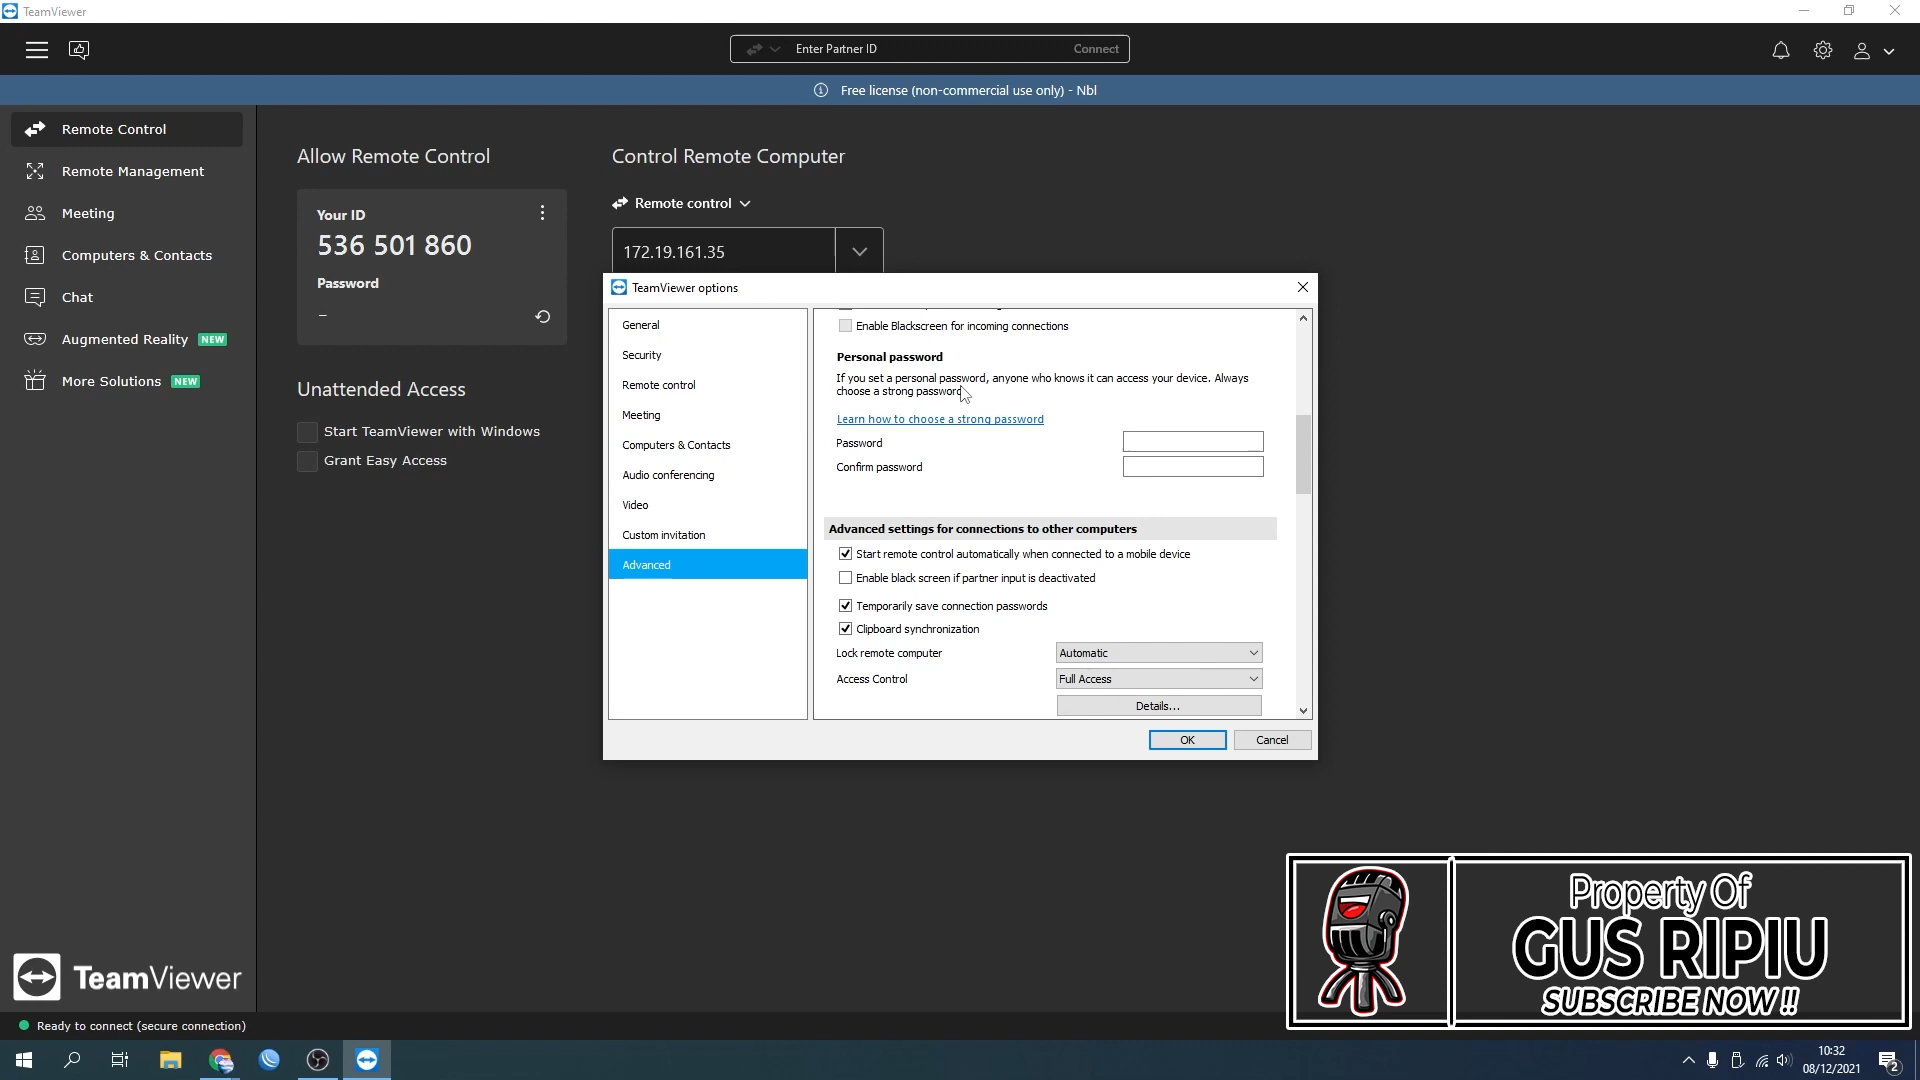 TeamViewer
Enter Partner ID
Connect
Free license (non-commercial use only) - Nbl
Remote Control
Remote Management
Meeting
Computers & Contacts
Chat
Augmented Reality NEW
More Solutions NEW
Allow Remote Control
Your ID
536 501 860
Password
–
Unattended Access
Start TeamViewer with Windows
Grant Easy Access
Control Remote Computer
Remote control
172.19.161.35
TeamViewer options
General
Security
Remote control
Meeting
Computers & Contacts
Audio conferencing
Video
Custom invitation
Advanced
Enable Blackscreen for incoming connections
Personal password
If you set a personal password, anyone who knows it can access your device. Always
choose a strong password
Learn how to choose a strong password
Password
Confirm password
Advanced settings for connections to other computers
Start remote control automatically when connected to a mobile device
Enable black screen if partner input is deactivated
Temporarily save connection passwords
Clipboard synchronization
Lock remote computer Automatic
Access Control Full Access
Details...
OK
Cancel
Property Of
GUS RIPIU
SUBSCRIBE NOW !!
TeamViewer
Ready to connect (secure connection)
10:32
08/12/2021
2